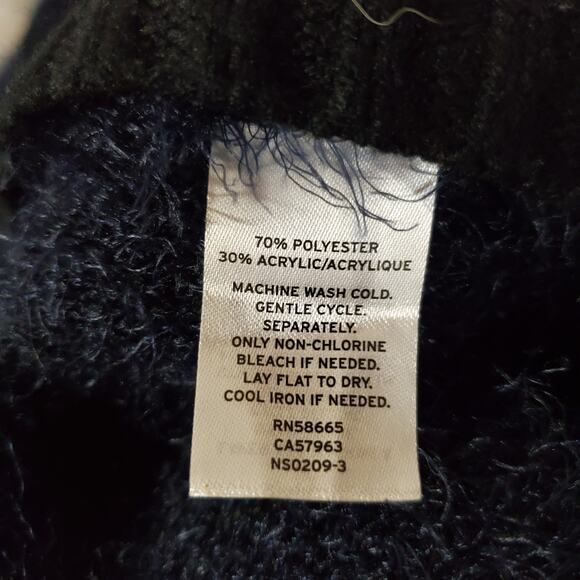 70% POLYESTER
30% ACRYLIC/ACRYLIQUE
MACHINE WASH COLD.
GENTLE CYCLE.
SEPARATELY.
ONLY NON-CHLORINE
BLEACH IF NEEDED.
LAY FLAT TO DRY.
COOL IRON IF NEEDED.
RN58665
CA57963
NS0209-3